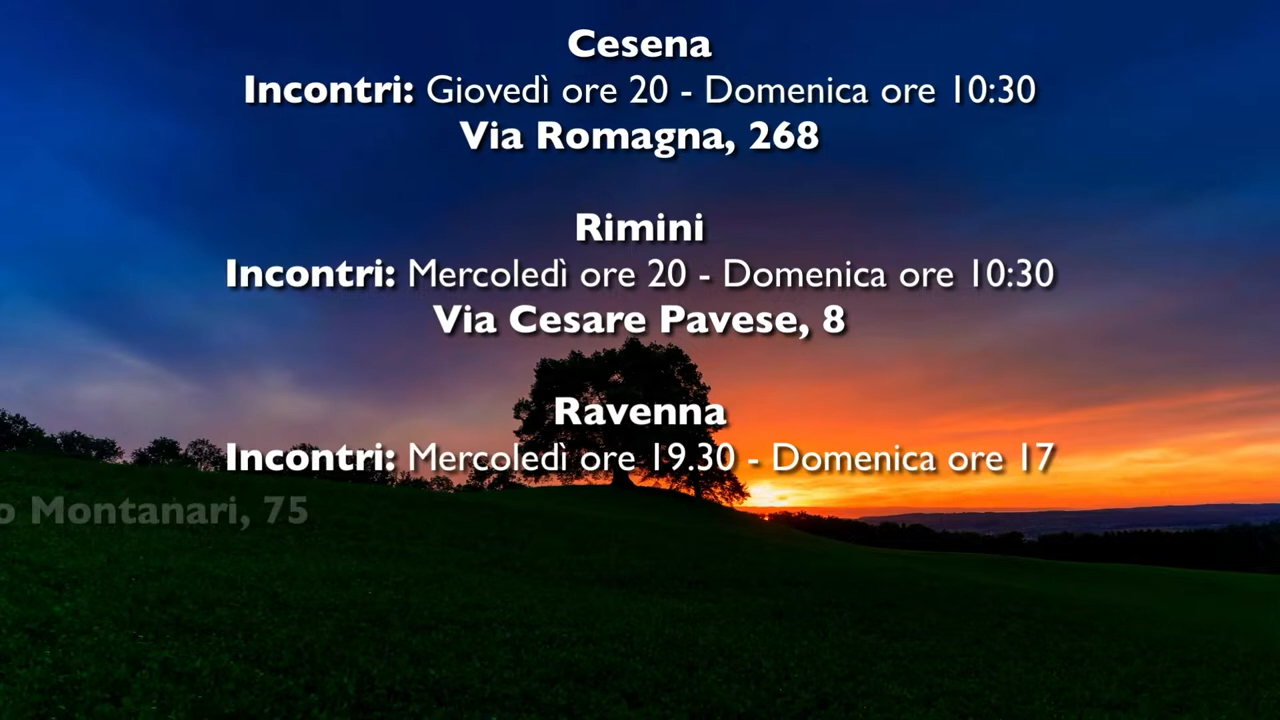 Cesena
Incontri: Giovedì ore 20 - Domenica ore 10:30
Via Romagna, 268
Rimini
Incontri: Mercoledì ore 20 - Domenica ore 10:30
Via Cesare Pavese, 8
Ravenna
Incontri: Mercoledì ore 19.30 - Domenica ore 17
o Montanari, 75